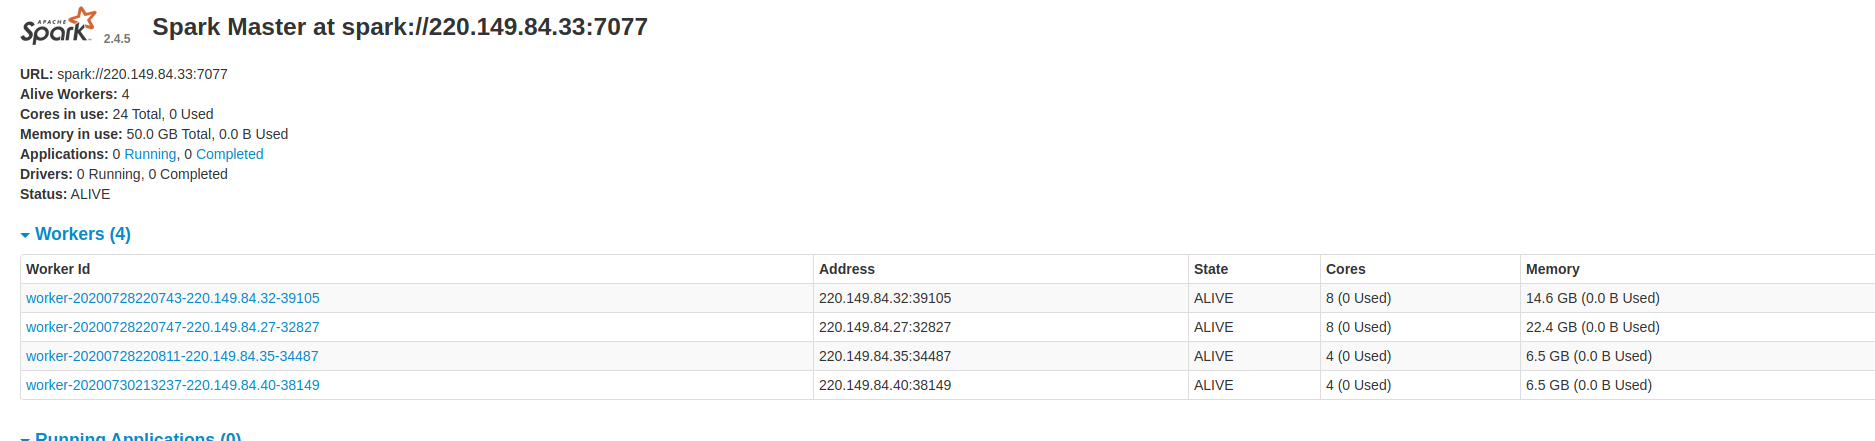 APACHE Spark 2.4.5 Spark Master at spark://220.149.84.33:7077
URL: spark://220.149.84.33:7077
Alive Workers: 4
Cores in use: 24 Total, 0 Used
Memory in use: 50.0 GB Total, 0.0 B Used
Applications: 0 Running, 0 Completed
Drivers: 0 Running, 0 Completed
Status: ALIVE
Workers (4)
Worker Id Address State Cores Memory
worker-20200728220743-220.149.84.32-39105 220.149.84.32:39105 ALIVE 8 (0 Used) 14.6 GB (0.0 B Used)
worker-20200728220747-220.149.84.27-32827 220.149.84.27:32827 ALIVE 8 (0 Used) 22.4 GB (0.0 B Used)
worker-20200728220811-220.149.84.35-34487 220.149.84.35:34487 ALIVE 4 (0 Used) 6.5 GB (0.0 B Used)
worker-20200730213237-220.149.84.40-38149 220.149.84.40:38149 ALIVE 4 (0 Used) 6.5 GB (0.0 B Used)
Running Applications (0)